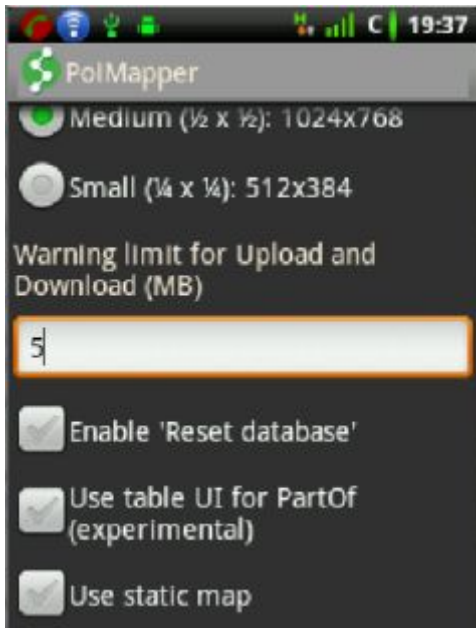 C 19:37
PolMapper
Medium (½ x ½): 1024x768
Small (¼ x ¼): 512x384
Warning limit for Upload and
Download (MB)
5
Enable 'Reset database'
Use table UI for PartOf
(experimental)
Use static map